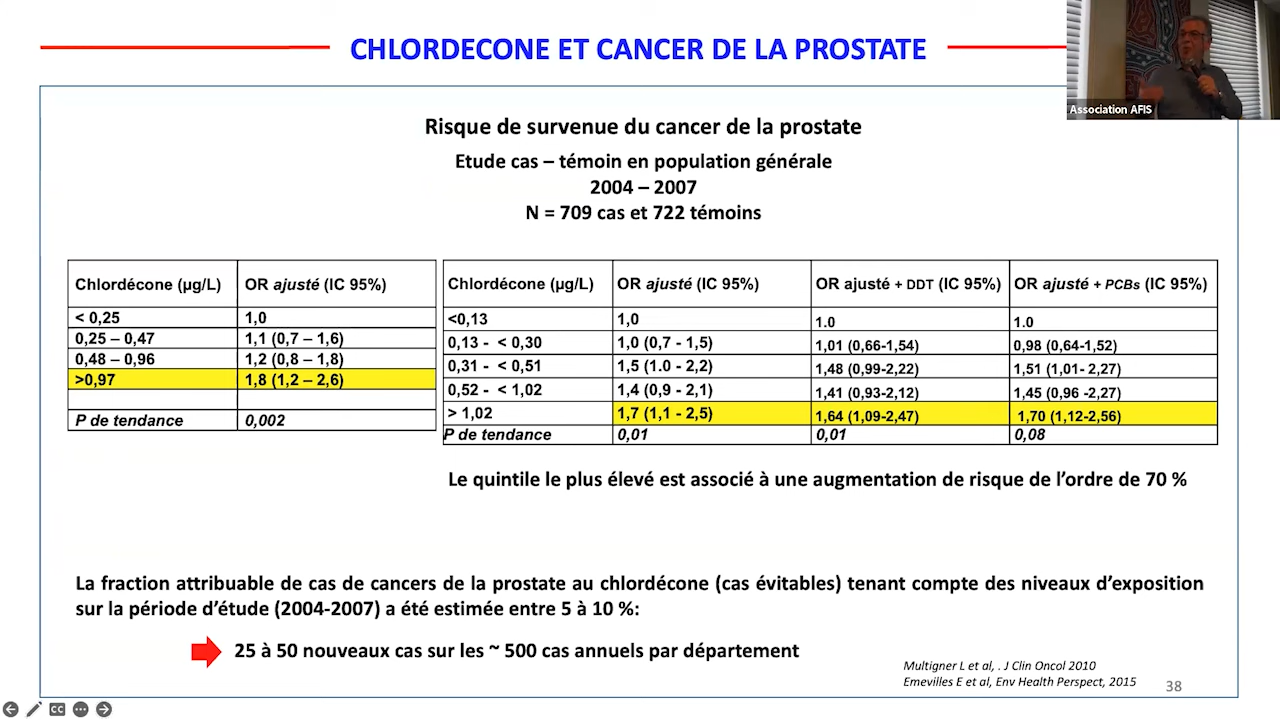 CHLORDECONE ET CANCER DE LA PROSTATE
Association AFIS
Risque de survenue du cancer de la prostate
Etude cas – témoin en population générale
2004 – 2007
N = 709 cas et 722 témoins
Chlordécone (µg/L) OR ajusté (IC 95%)
< 0,25 1,0
0,25 – 0,47 1,1 (0,7 – 1,6)
0,48 – 0,96 1,2 (0,8 – 1,8)
>0,97 1,8 (1,2 – 2,6)
P de tendance 0,002
Chlordécone (µg/L) OR ajusté (IC 95%) OR ajusté + DDT (IC 95%) OR ajusté + PCBs (IC 95%)
<0,13 1,0 1.0 1.0
0,13 - < 0,30 1,0 (0,7 - 1,5) 1,01 (0,66-1,54) 0,98 (0,64-1,52)
0,31 - < 0,51 1,5 (1.0 - 2,2) 1,48 (0,99-2,22) 1,51 (1,01- 2,27)
0,52 - < 1,02 1,4 (0,9 - 2,1) 1,41 (0,93-2,12) 1,45 (0,96 -2,27)
> 1,02 1,7 (1,1 - 2,5) 1,64 (1,09-2,47) 1,70 (1,12-2,56)
P de tendance 0,01 0,01 0,08
Le quintile le plus élevé est associé à une augmentation de risque de l'ordre de 70 %
La fraction attribuable de cas de cancers de la prostate au chlordécone (cas évitables) tenant compte des niveaux d'exposition
sur la période d'étude (2004-2007) a été estimée entre 5 à 10 %:
25 à 50 nouveaux cas sur les ~ 500 cas annuels par département
Multigner L et al, . J Clin Oncol 2010
Emevilles E et al, Env Health Perspect, 2015
38
CC